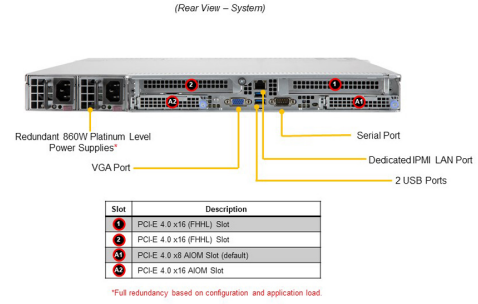 (Rear View – System)
2
1
A2
A1
Redundant 860W Platinum Level
Power Supplies*
VGA Port
Serial Port
Dedicated IPMI LAN Port
2 USB Ports
Slot Description
1 PCI-E 4.0 x16 (FHHL) Slot
2 PCI-E 4.0 x16 (FHHL) Slot
A1 PCI-E 4.0 x8 AIOM Slot (default)
A2 PCI-E 4.0 x16 AIOM Slot
*Full redundancy based on configuration and application load.